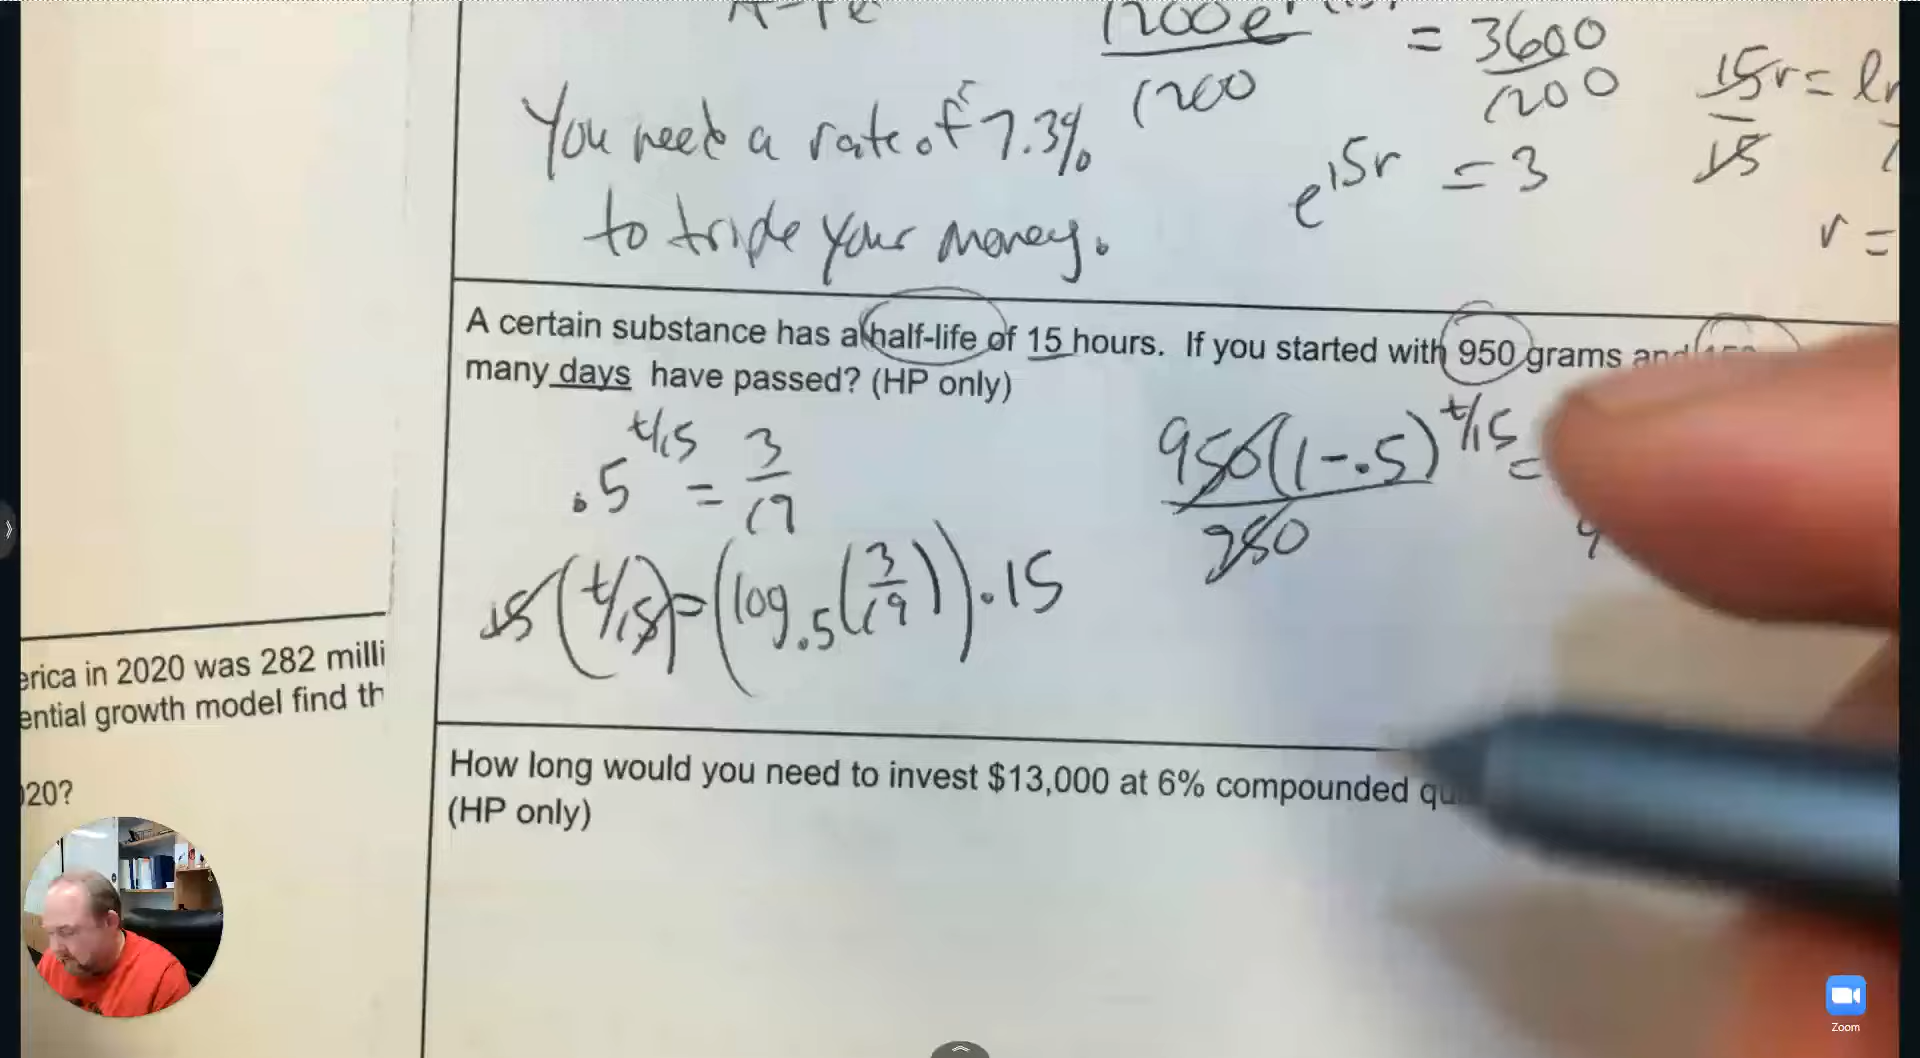 1200e = 3600
1200 1200
15r = ln
15
You need a rate of 7.3%
to triple your money.
e^15r = 3
r =
A certain substance has a half-life of 15 hours. If you started with 950 grams and
many days have passed? (HP only)
.5^t/15 = 3/19
950(1-.5)^t/15 =
950
15(t/15) = (log.5(3/19)).15
erica in 2020 was 282 milli
ential growth model find th
020?
How long would you need to invest $13,000 at 6% compounded qu
(HP only)
Zoom